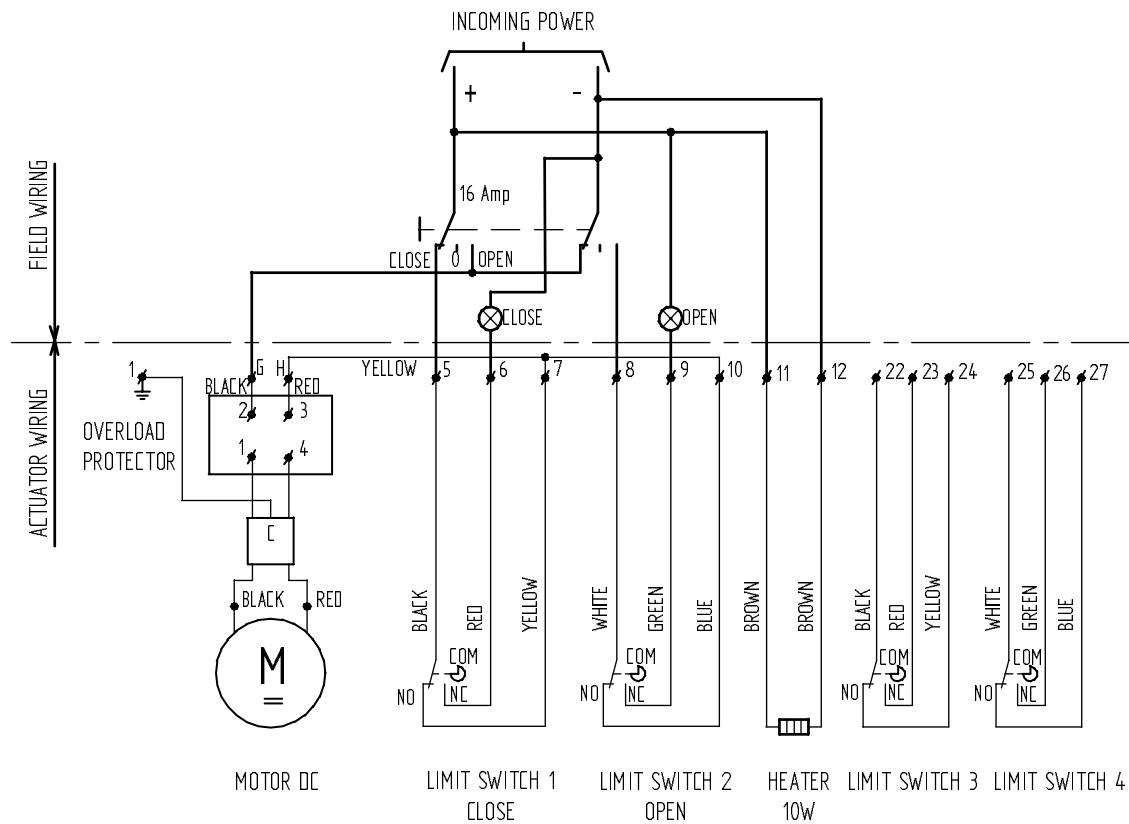 INCOMING POWER
+ -
16 Amp
FIELD WIRING
CLOSE 0 OPEN
CLOSE OPEN
1 G H YELLOW 5 6 7 8 9 10 11 12 22 23 24 25 26 27
BLACK RED
2 3
OVERLOAD
PROTECTOR
1 4
ACTUATOR WIRING
C
BLACK RED
BLACK RED YELLOW WHITE GREEN BLUE BROWN BROWN BLACK RED YELLOW WHITE GREEN BLUE
M
COM COM COM COM
NO NC NO NC NO NC NO NC
MOTOR DC LIMIT SWITCH 1 LIMIT SWITCH 2 HEATER LIMIT SWITCH 3 LIMIT SWITCH 4
CLOSE OPEN 10W